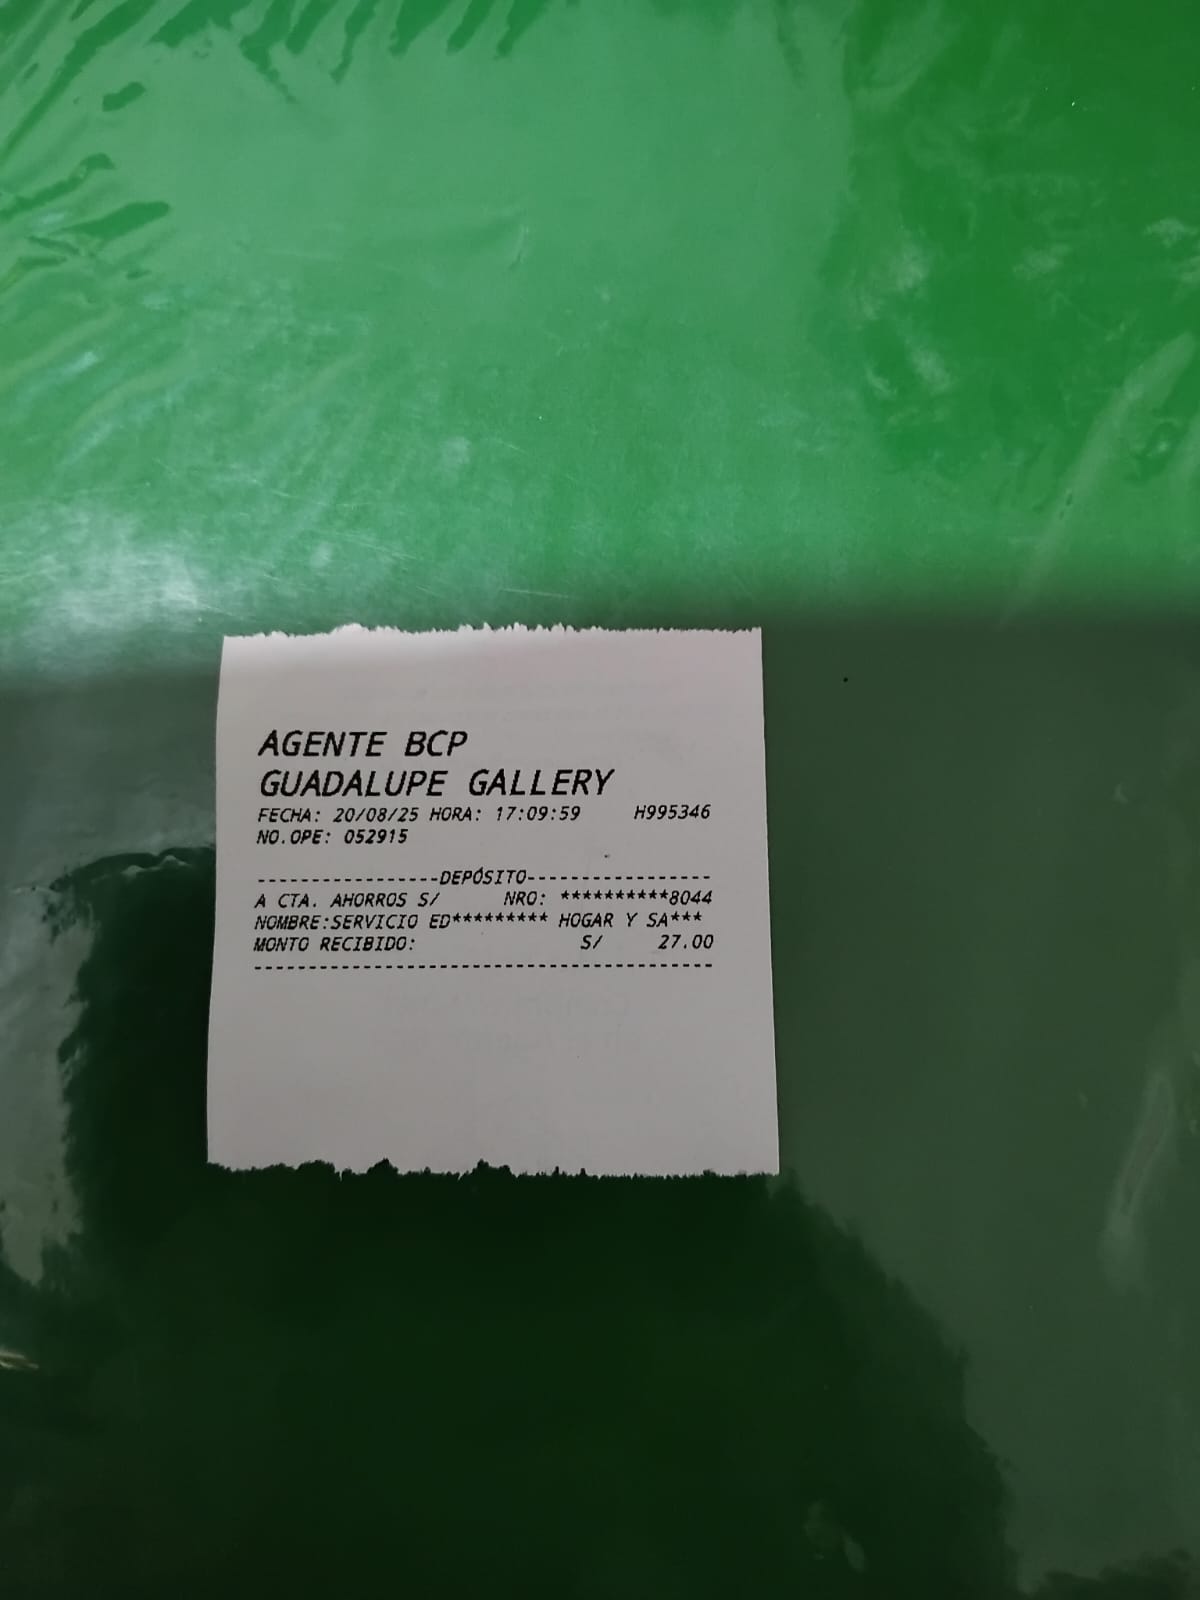 AGENTE BCP
GUADALUPE GALLERY
FECHA: 20/08/25 HORA: 17:09:59 H995346
NO.OPE: 052915
-----------------DEPÓSITO-----------------
A CTA. AHORROS S/ NRO: **********8044
NOMBRE:SERVICIO ED********* HOGAR Y SA***
MONTO RECIBIDO: S/ 27.00
-------------------------------------------